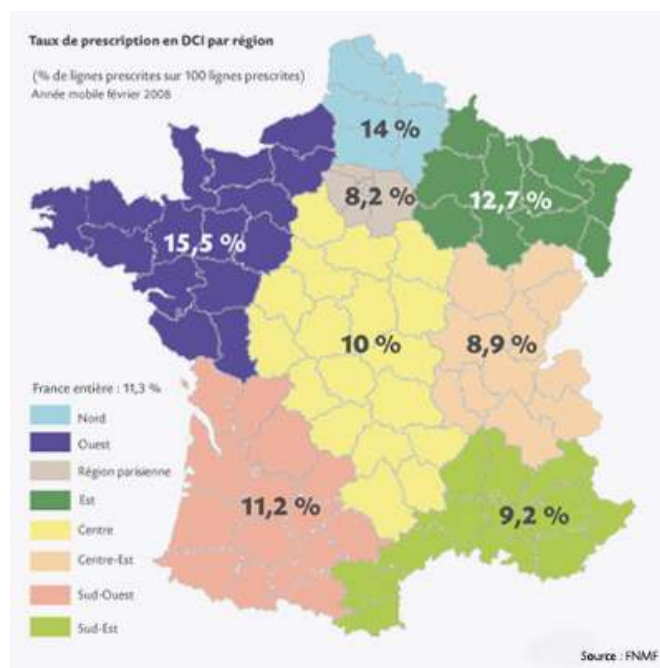 Taux de prescription en DCI par région
(% de lignes prescrites sur 100 lignes prescrites)
Année mobile février 2008
14 %
8,2 %
12,7 %
15,5 %
10 %
8,9 %
France entière : 11,3 %
Nord
Ouest
Région parisienne
Est
Centre
Centre-Est
Sud-Ouest
Sud-Est
11,2 %
9,2 %
Source : FNMF